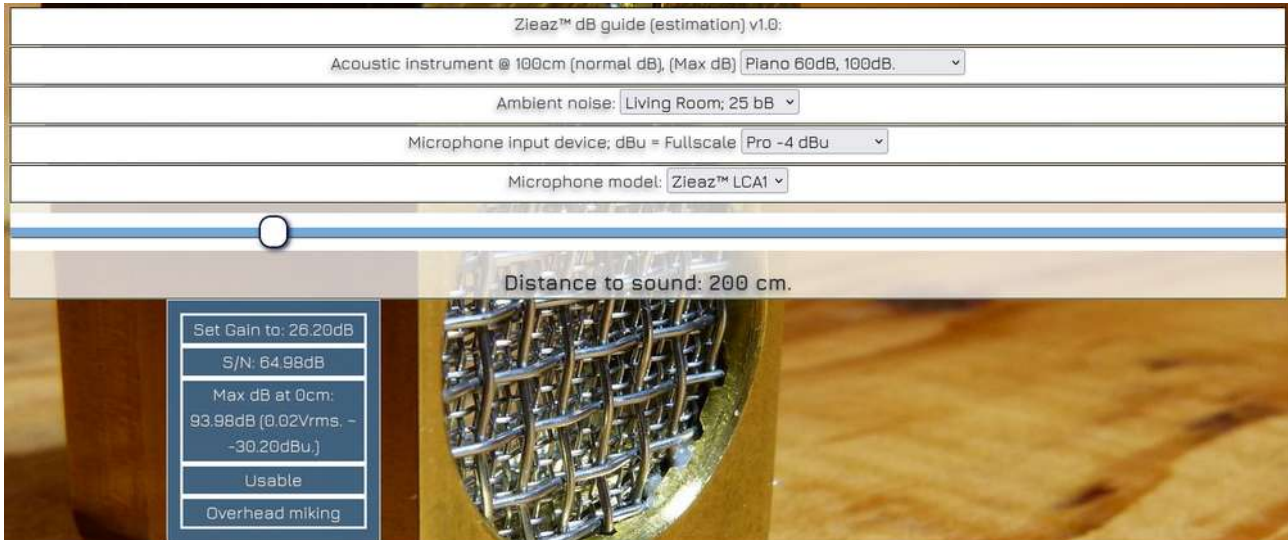 Zieaz™ dB guide (estimation) v1.0:
Acoustic instrument @ 100cm (normal dB), (Max dB) Piano 60dB, 100dB.
Ambient noise: Living Room; 25 bB
Microphone input device; dBu = Fullscale Pro -4 dBu
Microphone model: Zieaz™ LCA1
Distance to sound: 200 cm.
Set Gain to: 26.20dB
S/N: 64.98dB
Max dB at 0cm:
93.98dB (0.02Vrms. ~
-30.20dBu.)
Usable
Overhead miking